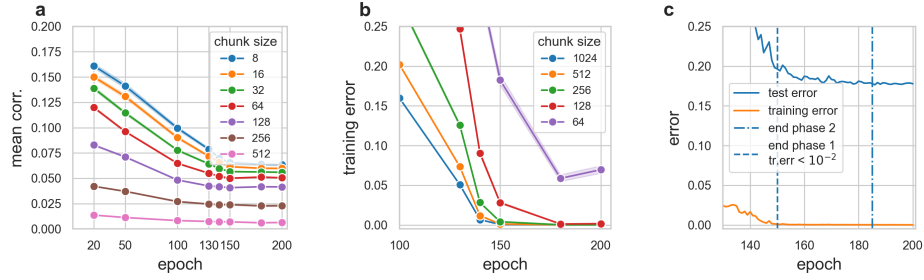 a
mean corr.
0.200
0.175
0.150
0.125
0.100
0.075
0.050
0.025
0.000
chunk size
8
16
32
64
128
256
512
20 50 100 130 150 200
epoch
b
training error
0.25
0.20
0.15
0.10
0.05
0.00
chunk size
1024
512
256
128
64
100 150 200
epoch
c
error
0.25
0.20
0.15
0.10
0.05
0.00
test error
training error
end phase 2
end phase 1
tr.err < 10⁻²
140 160 180 200
epoch